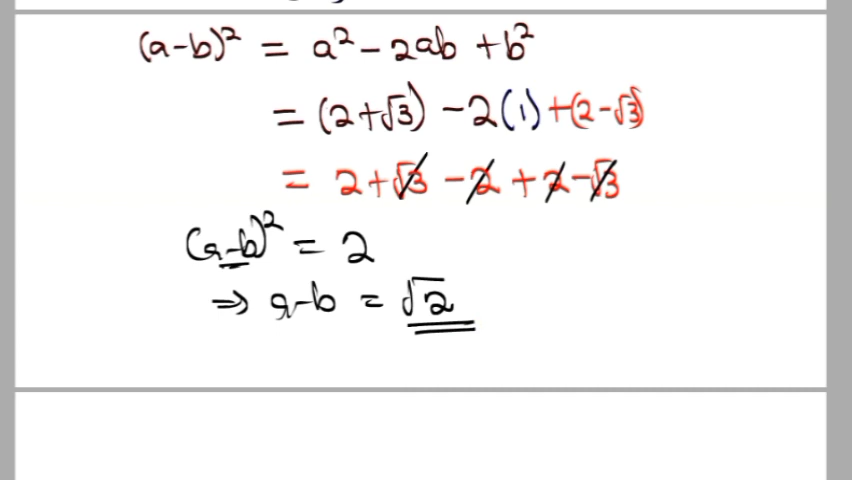 (a-b)² = a² - 2ab + b²
= (2+√3) - 2(1) + (2-√3)
= 2 + √3 - 2 + 2 - √3
(a-b)² = 2
⇒ a-b = √2